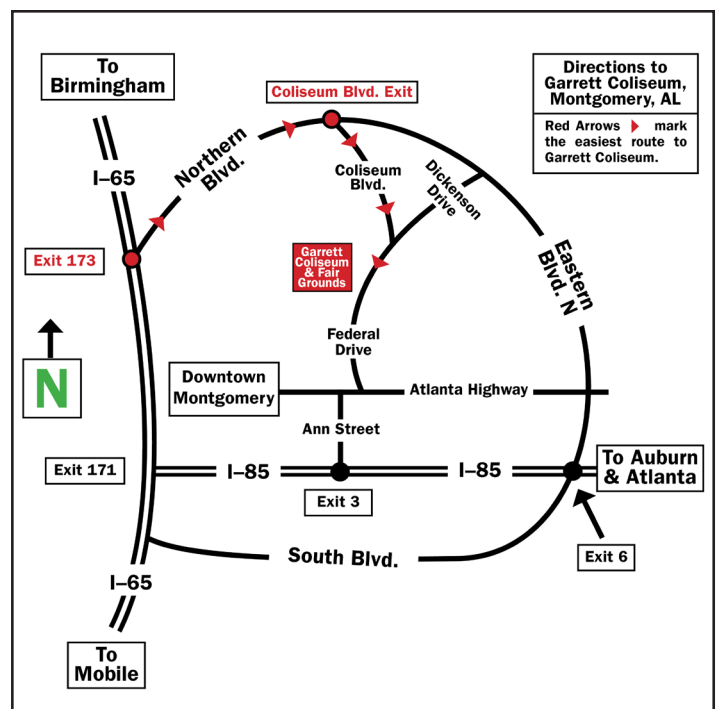 To
Birmingham
Coliseum Blvd. Exit
Directions to
Garrett Coliseum,
Montgomery, AL
Red Arrows mark
the easiest route to
Garrett Coliseum.
I–65
Northern
Blvd.
Coliseum
Blvd.
Dickenson
Drive
Exit 173
Garrett
Coliseum
& Fair
Grounds
Eastern
Blvd. N
N
Federal
Drive
Downtown
Montgomery
Atlanta Highway
Ann Street
Exit 171
I–85
I–85
To Auburn
& Atlanta
Exit 3
South Blvd.
Exit 6
I–65
To
Mobile